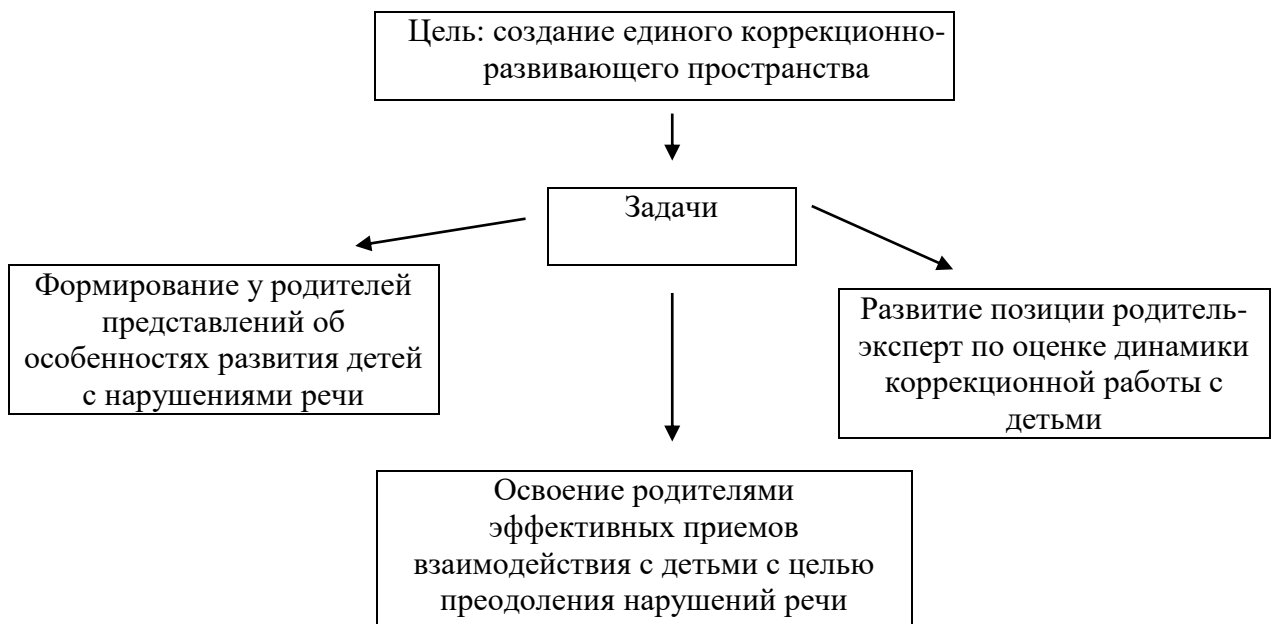 Цель: создание единого коррекционно-
развивающего пространства
Задачи
Формирование у родителей
представлений об
особенностях развития детей
с нарушениями речи
Развитие позиции родитель-
эксперт по оценке динамики
коррекционной работы с
детьми
Освоение родителями
эффективных приемов
взаимодействия с детьми с целью
преодоления нарушений речи